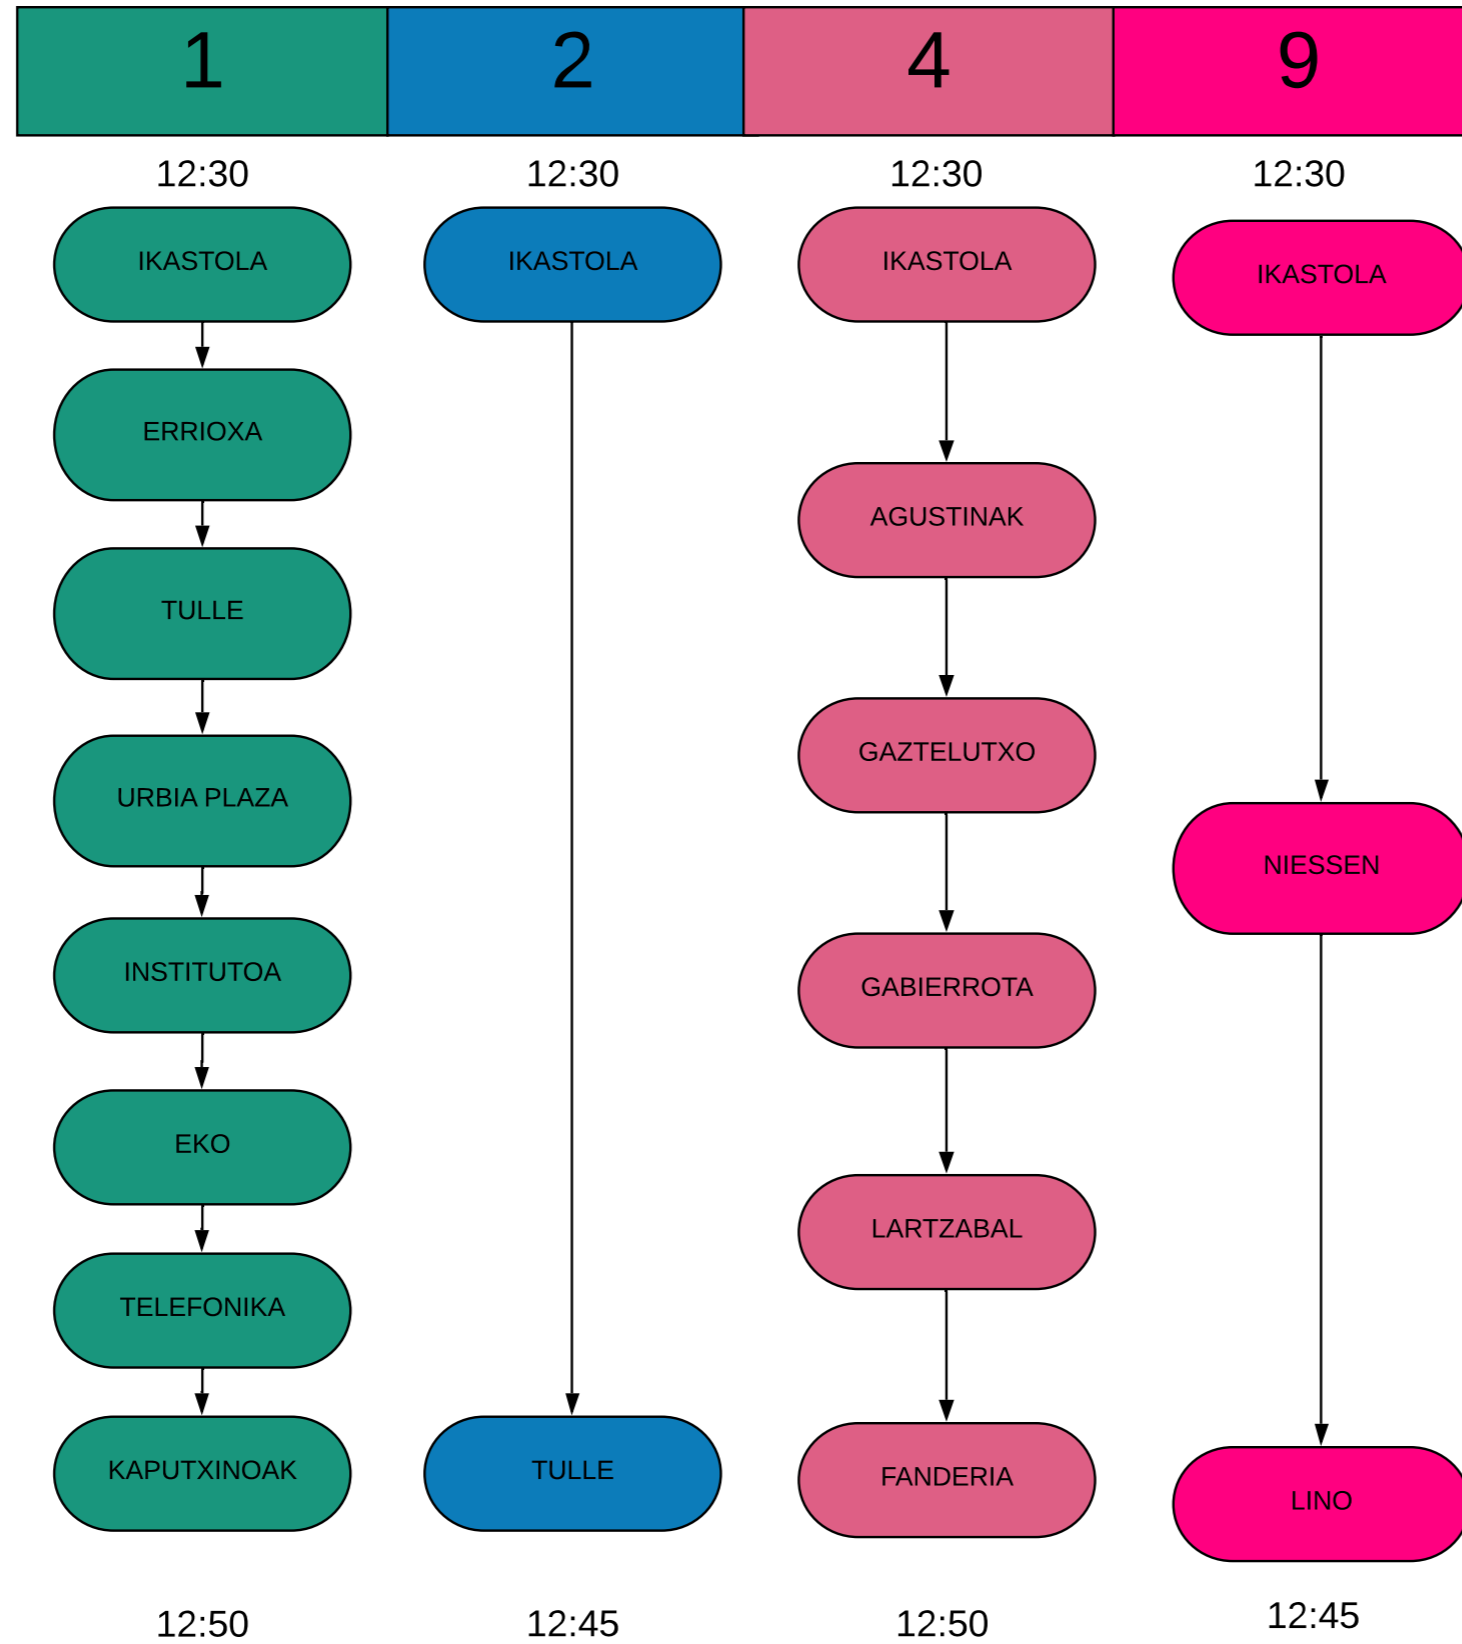 1
12:30
IKASTOLA
ERRIOXA
TULLE
URBIA PLAZA
INSTITUTOA
EKO
TELEFONIKA
KAPUTXINOAK
12:50
2
12:30
IKASTOLA
TULLE
12:45
4
12:30
IKASTOLA
AGUSTINAK
GAZTELUTXO
GABIERROTA
LARTZABAL
FANDERIA
12:50
9
12:30
IKASTOLA
NIESSEN
LINO
12:45